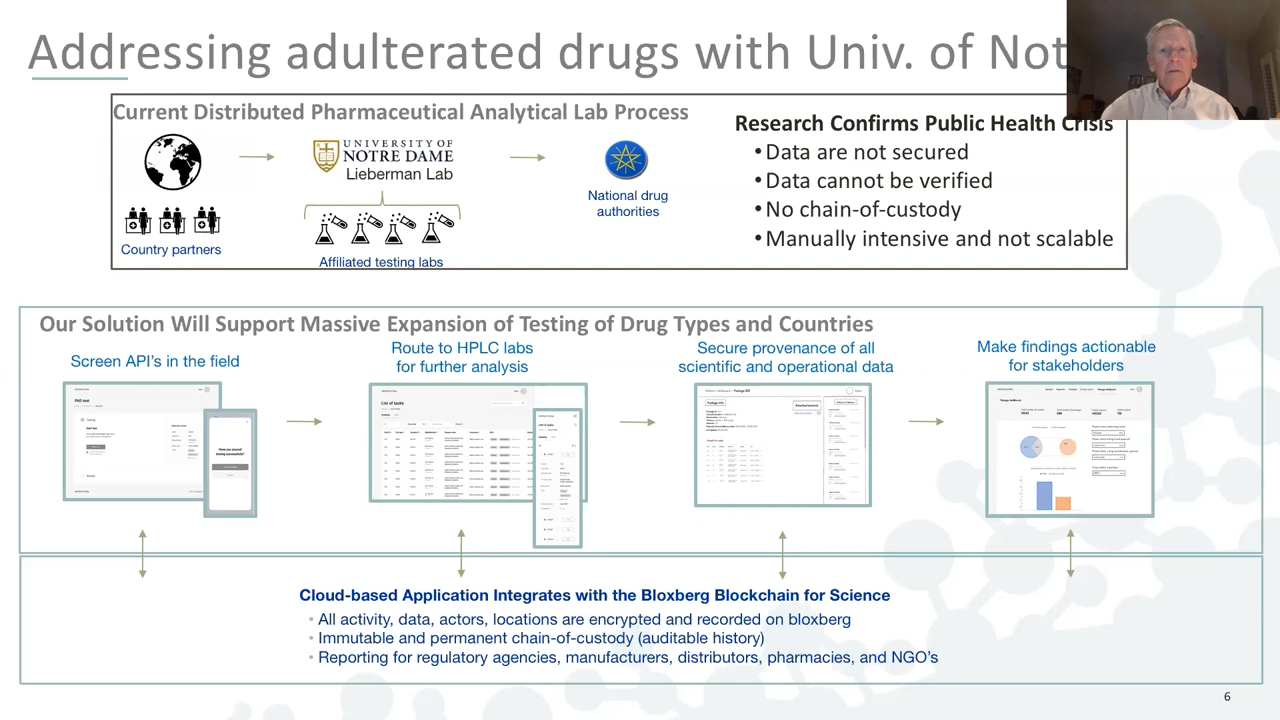 Addressing adulterated drugs with Univ. of Not
Current Distributed Pharmaceutical Analytical Lab Process
UNIVERSITY OF
NOTRE DAME
Lieberman Lab
Country partners
Affiliated testing labs
National drug
authorities
Research Confirms Public Health Crisis
• Data are not secured
• Data cannot be verified
• No chain-of-custody
• Manually intensive and not scalable
Our Solution Will Support Massive Expansion of Testing of Drug Types and Countries
Screen API's in the field
Route to HPLC labs
for further analysis
Secure provenance of all
scientific and operational data
Make findings actionable
for stakeholders
PAD test
List of tasks
Cloud-based Application Integrates with the Bloxberg Blockchain for Science
• All activity, data, actors, locations are encrypted and recorded on bloxberg
• Immutable and permanent chain-of-custody (auditable history)
• Reporting for regulatory agencies, manufacturers, distributors, pharmacies, and NGO's
6